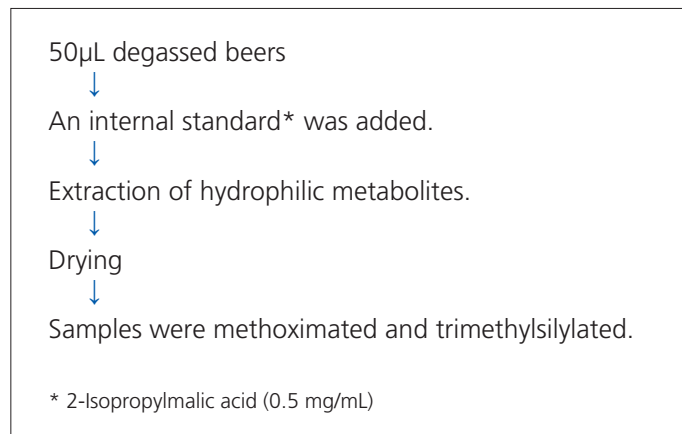 50µL degassed beers
↓
An internal standard* was added.
↓
Extraction of hydrophilic metabolites.
↓
Drying
↓
Samples were methoximated and trimethylsilylated.
* 2-Isopropylmalic acid (0.5 mg/mL)